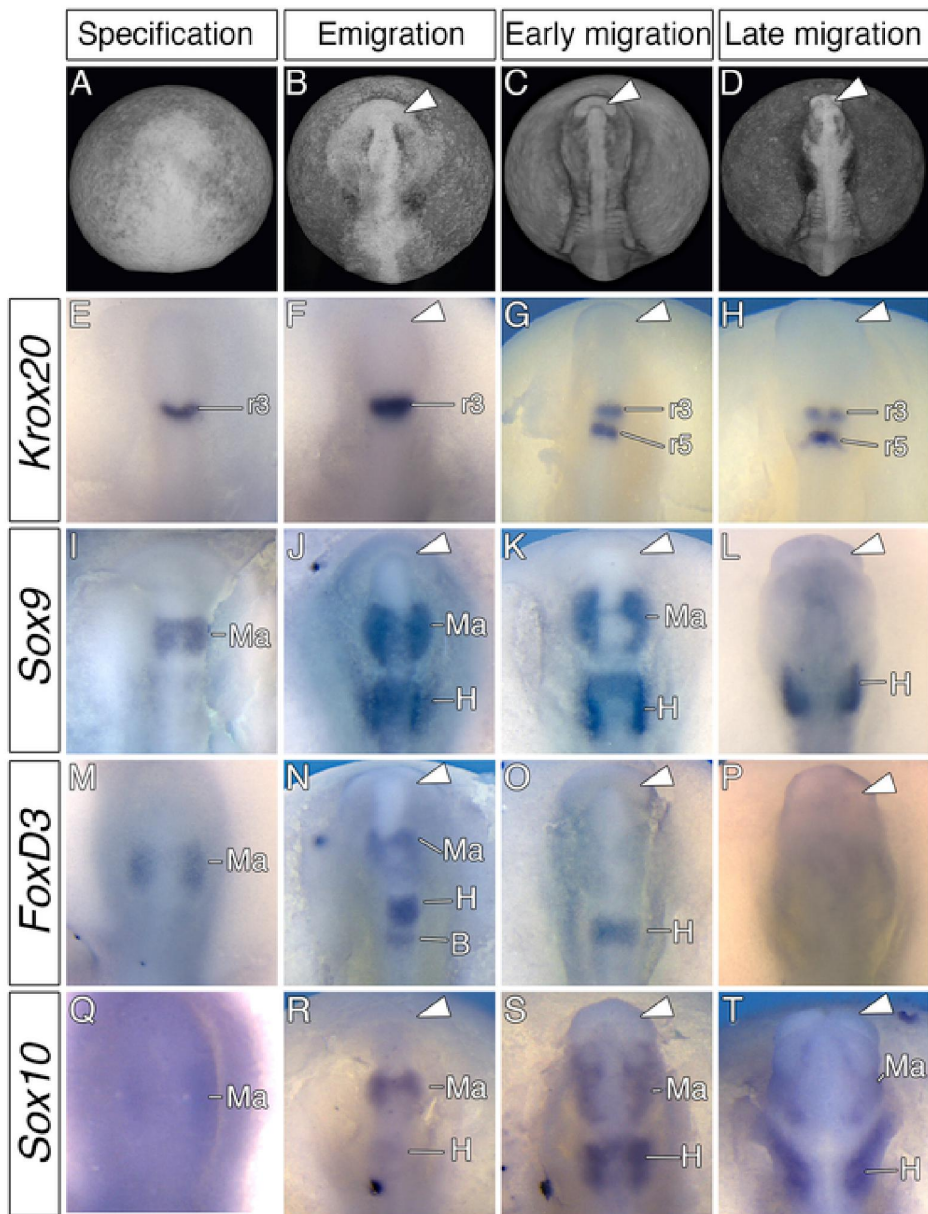 Specification Emigration Early migration Late migration
A B C D
Krox20
E F G H
r3 r3 r3 r3
r5 r5
Sox9
I J K L
Ma Ma Ma
H H H
FoxD3
M N O P
Ma Ma
H H
B
Sox10
Q R S T
Ma Ma Ma Ma
H H H